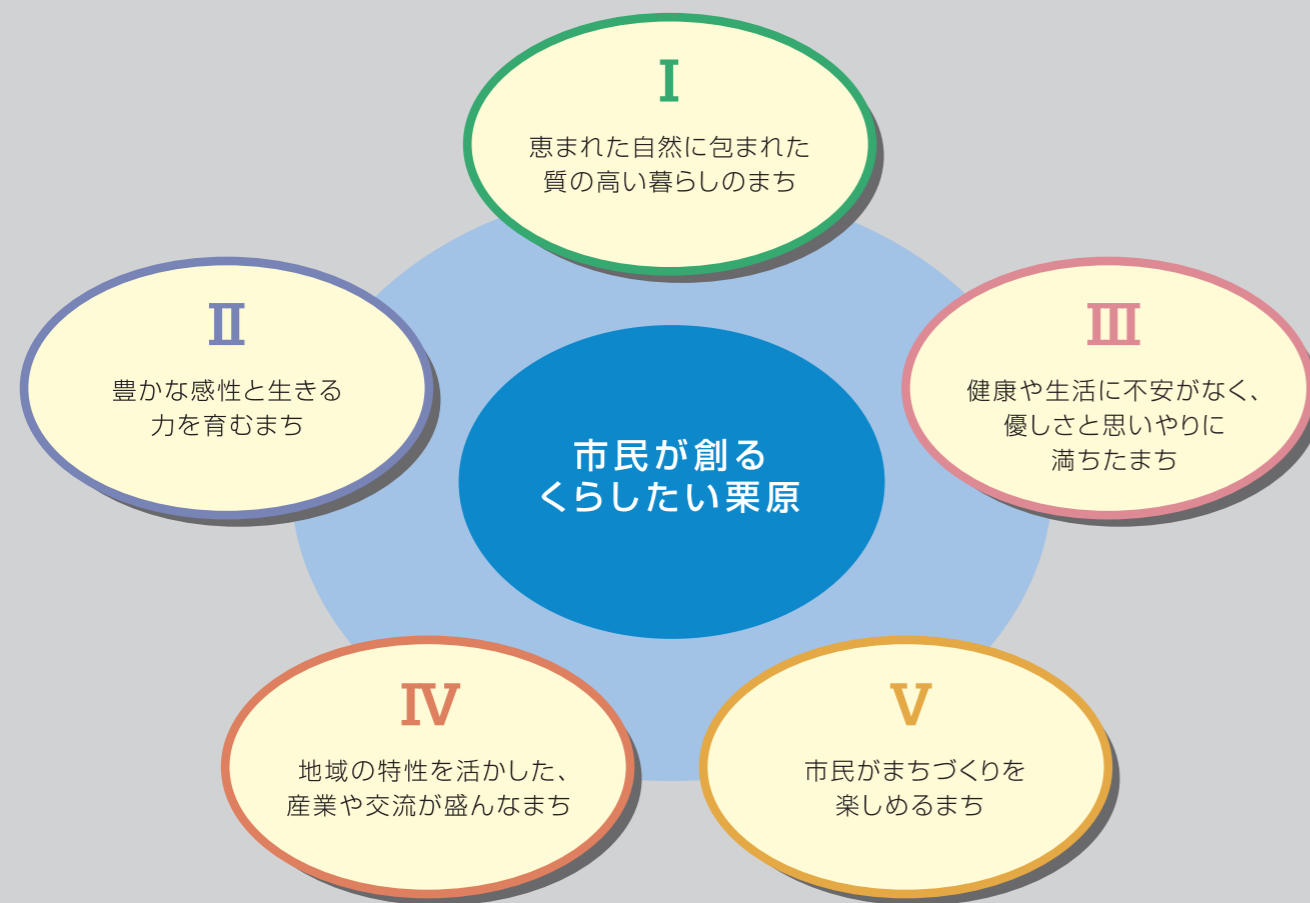 Ⅰ
恵まれた自然に包まれた
質の高い暮らしのまち
Ⅱ
豊かな感性と生きる
力を育むまち
Ⅲ
健康や生活に不安がなく、
優しさと思いやりに
満ちたまち
市民が創る
くらしたい栗原
Ⅳ
地域の特性を活かした、
産業や交流が盛んなまち
Ⅴ
市民がまちづくりを
楽しめるまち